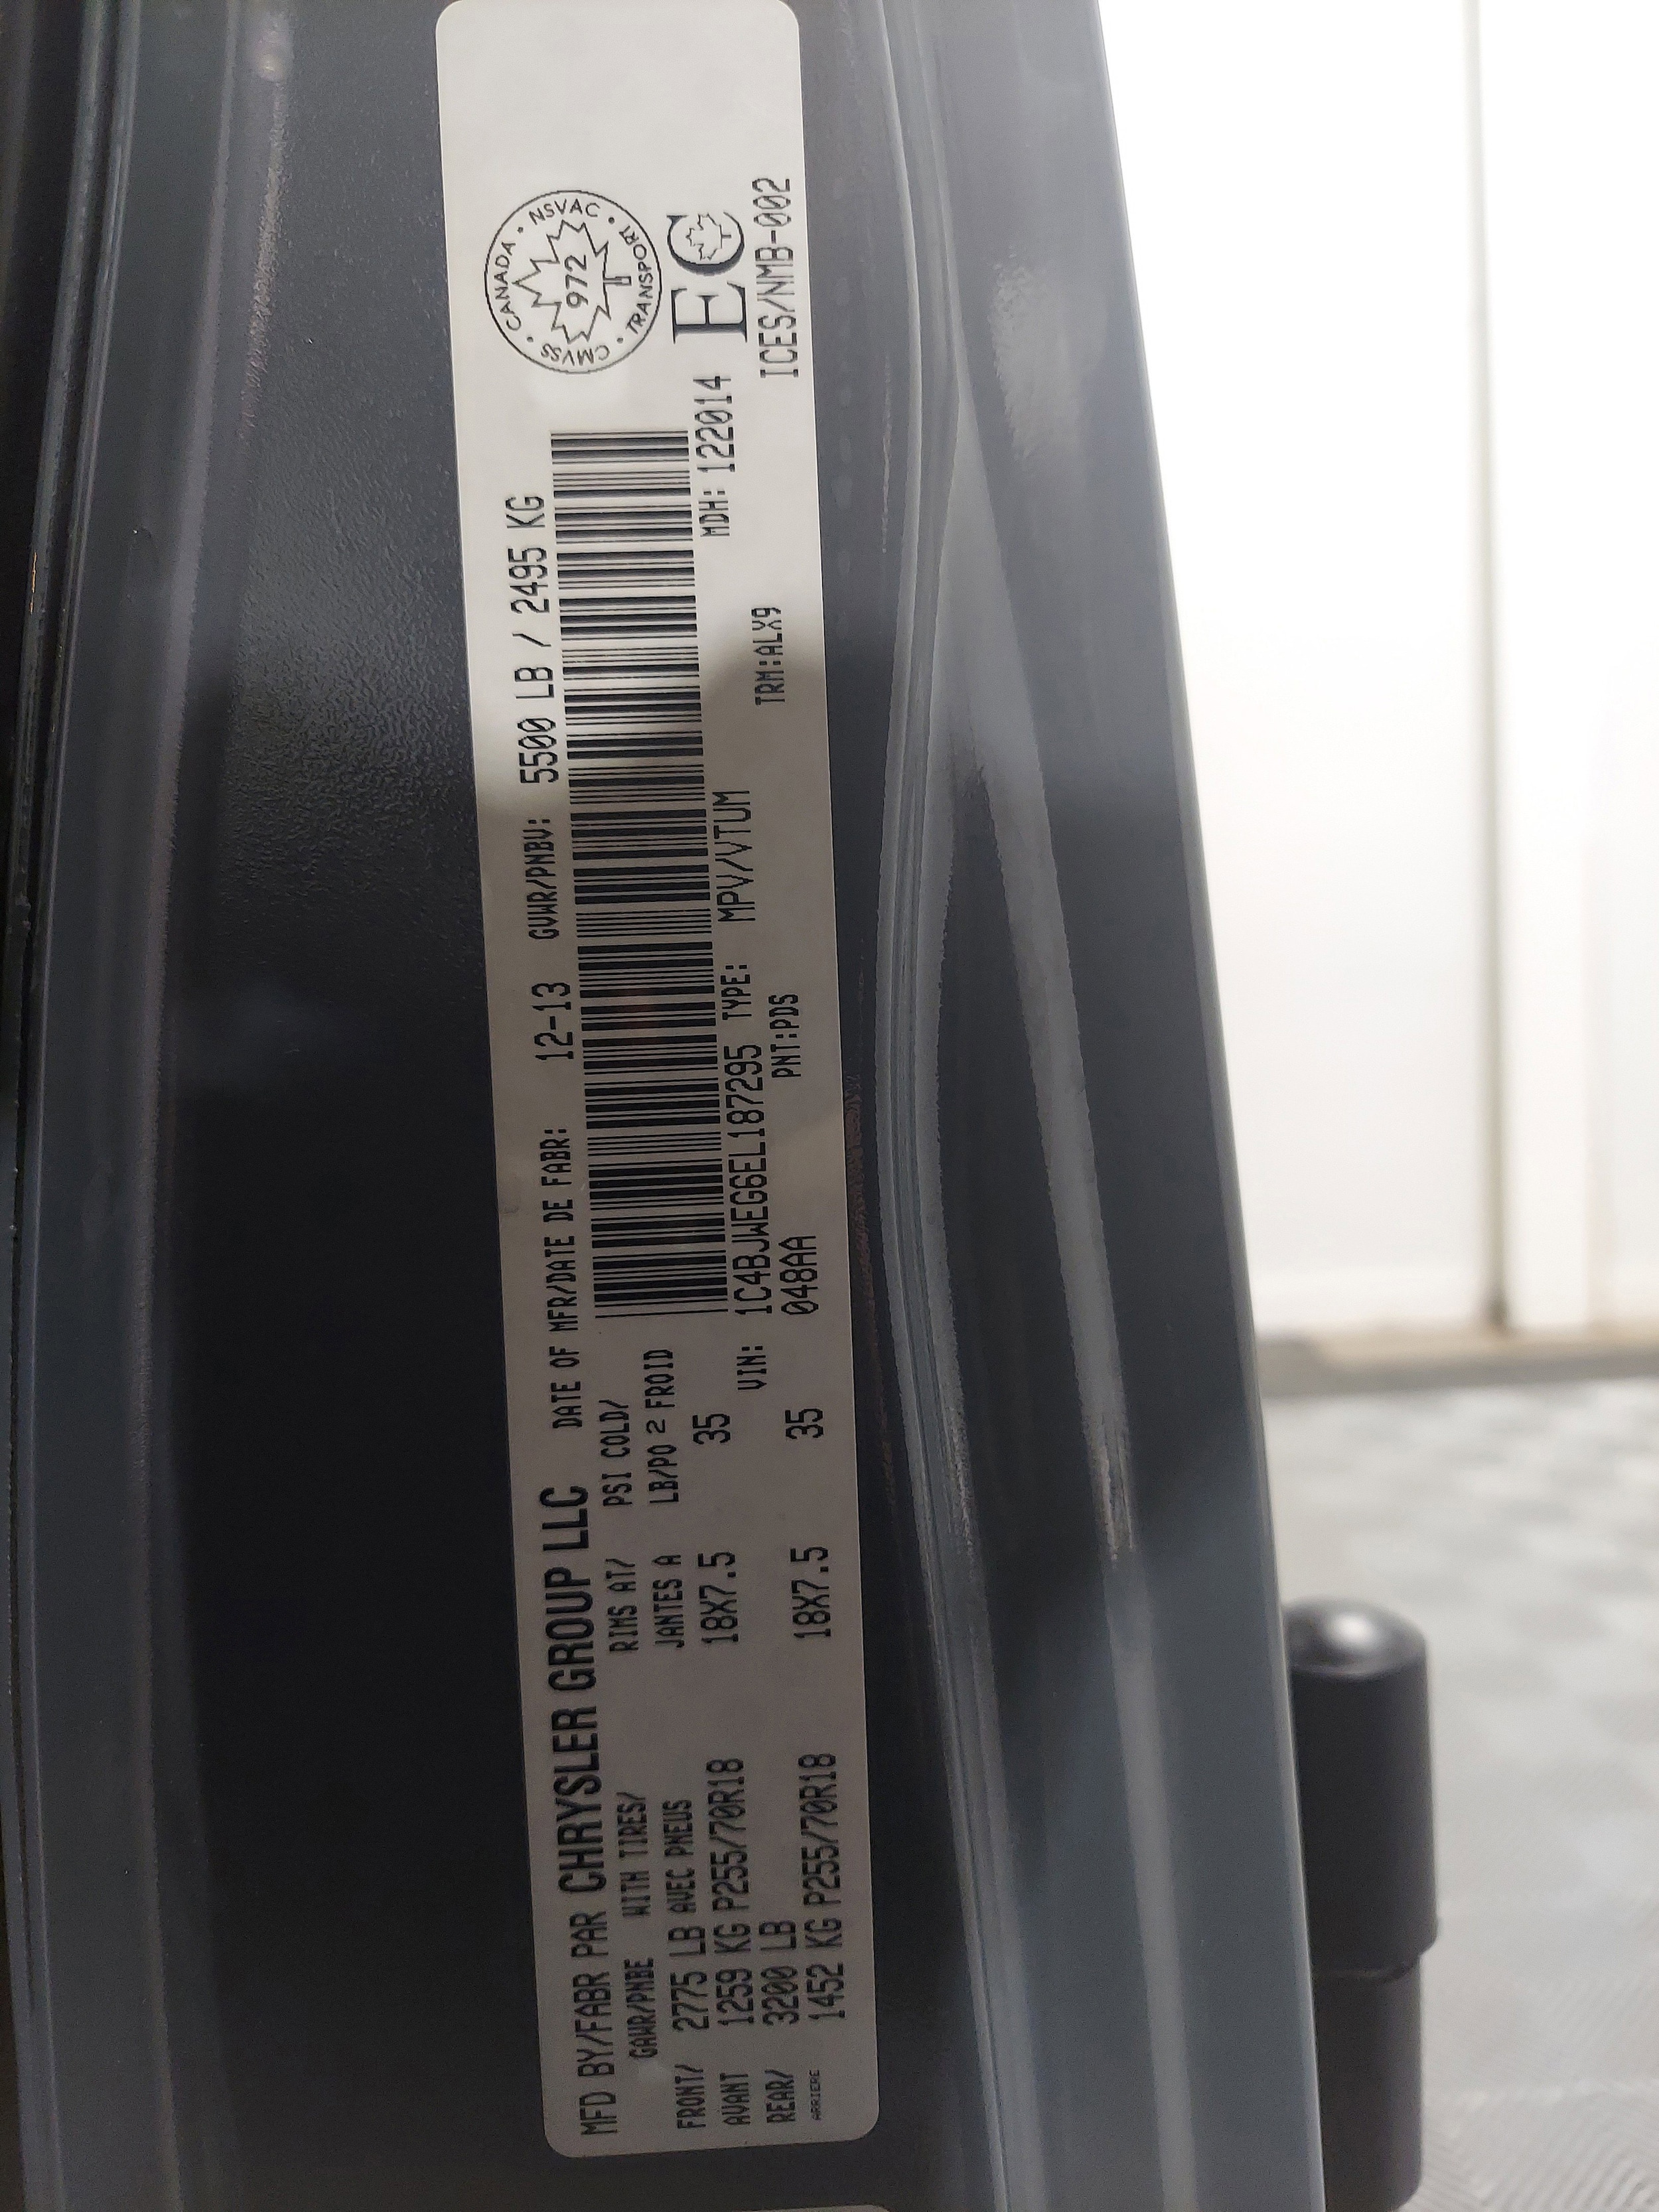 MFD BY/FABR PAR CHRYSLER GROUP LLC DATE OF MFR/DATE DE FABR: 12-13 GVWR/PNBV: 5500 LB / 2495 KG
GAWR/PNBE WITH TIRES/ RIMS AT/ PSI COLD/
FRONT/ 2775 LB AVEC PNEUS JANTES A LB/PO 2 FROID
AVANT 1259 KG P255/70R18 18X7.5 35
REAR/ 3200 LB
ARRIERE 1452 KG P255/70R18 18X7.5 35
VIN: 1C4BJWEG6EL187295 TYPE: MPV/VTUM MDH: 122014
048AA PNT:PDS TRM:ALX9
CANADA • NSVAC • TRANSPORT • CMVSS •
972
EC
ICES/NMB-002